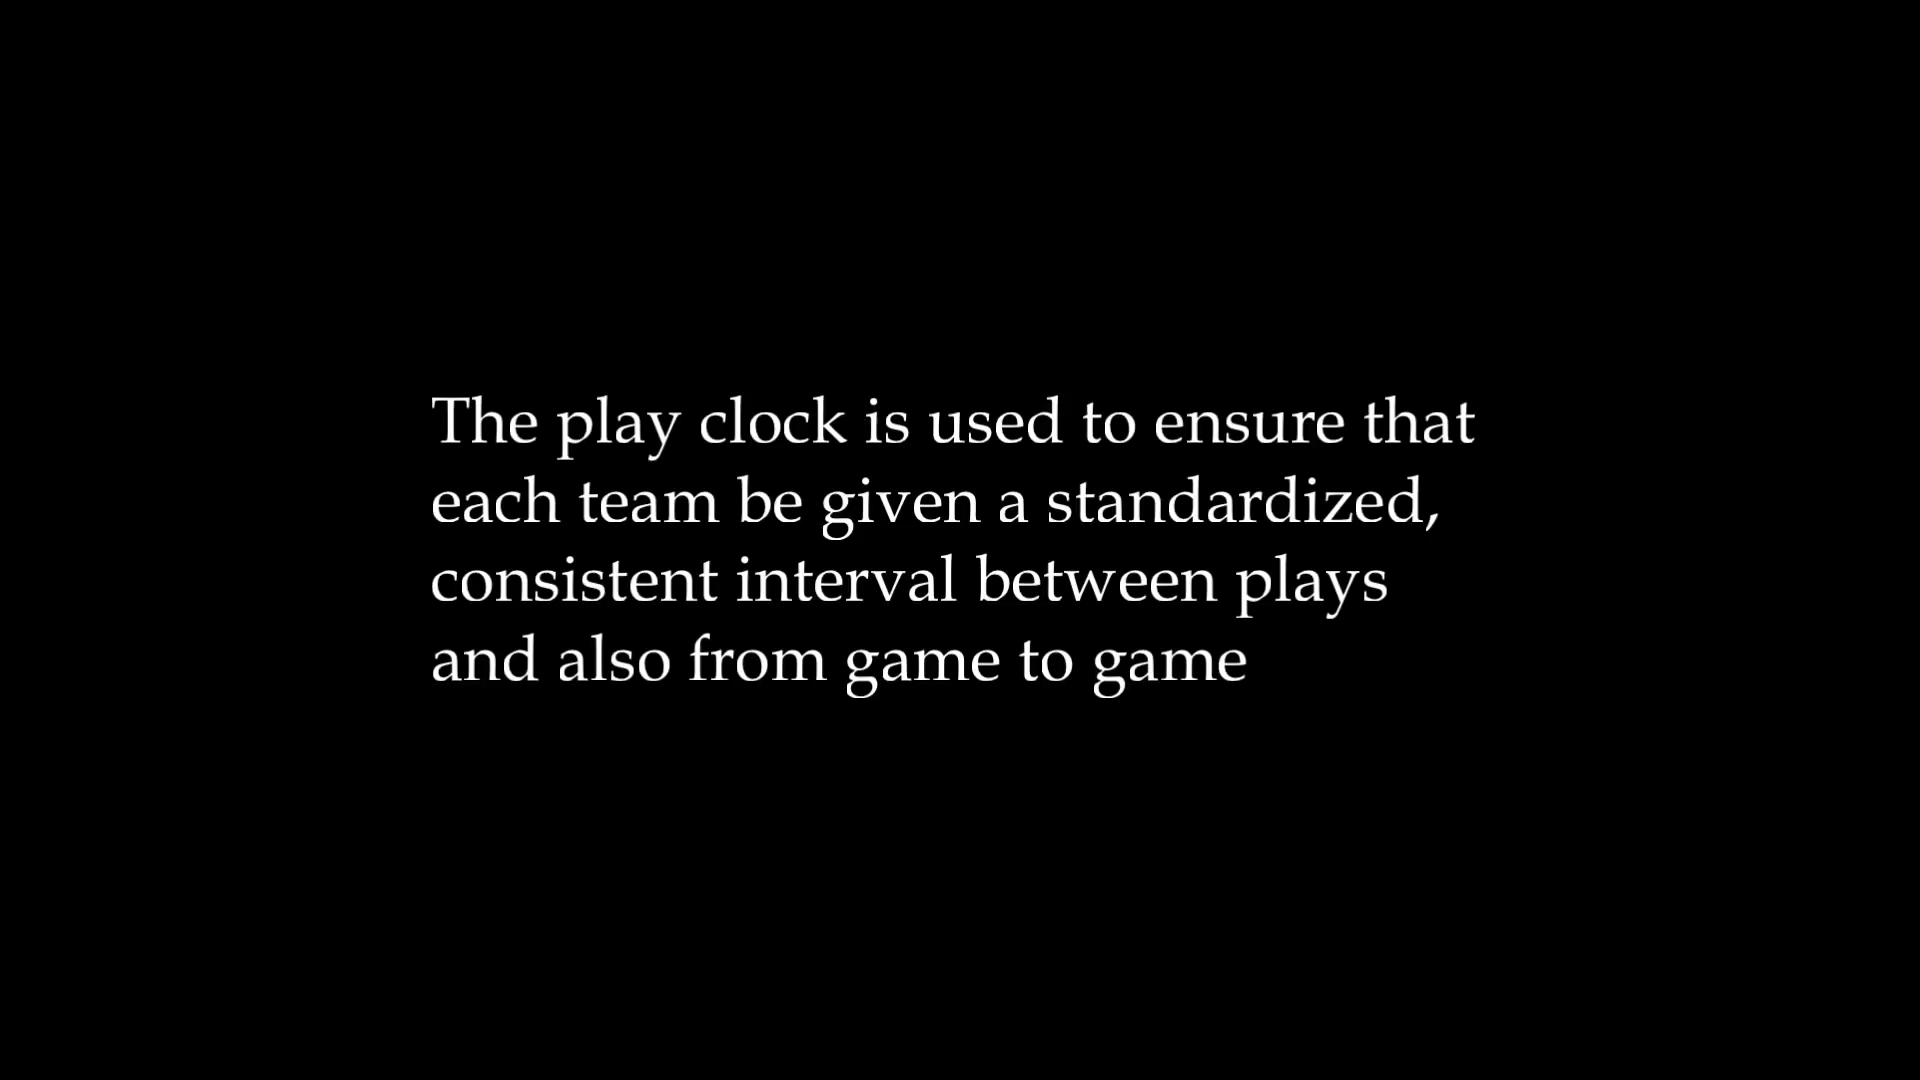 The play clock is used to ensure that
each team be given a standardized,
consistent interval between plays
and also from game to game